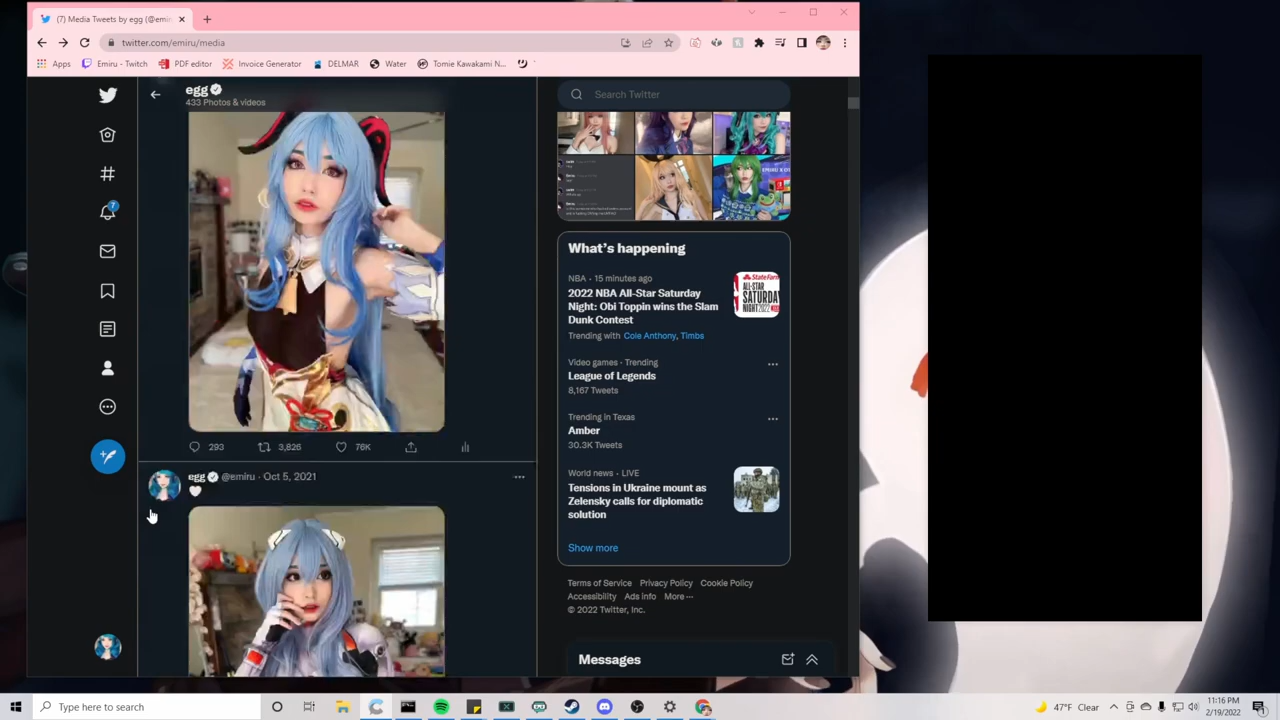 (7) Media Tweets by egg (@emiru
twitter.com/emiru/media
Apps
Emiru - Twitch
PDF editor
Invoice Generator
DELMAR
Water
Tomie Kawakami N...
egg
433 Photos & videos
Search Twitter
7
What's happening
NBA · 15 minutes ago
2022 NBA All-Star Saturday
Night: Obi Toppin wins the Slam
Dunk Contest
Trending with Cole Anthony, Timbs
Video games · Trending
League of Legends
8,167 Tweets
Trending in Texas
Amber
30.3K Tweets
World news · LIVE
Tensions in Ukraine mount as
Zelensky calls for diplomatic
solution
Show more
293 3,826 76K
egg @emiru · Oct 5, 2021
Terms of Service Privacy Policy Cookie Policy
Accessibility Ads info More ···
© 2022 Twitter, Inc.
Messages
Type here to search
47°F Clear
11:16 PM
2/19/2022